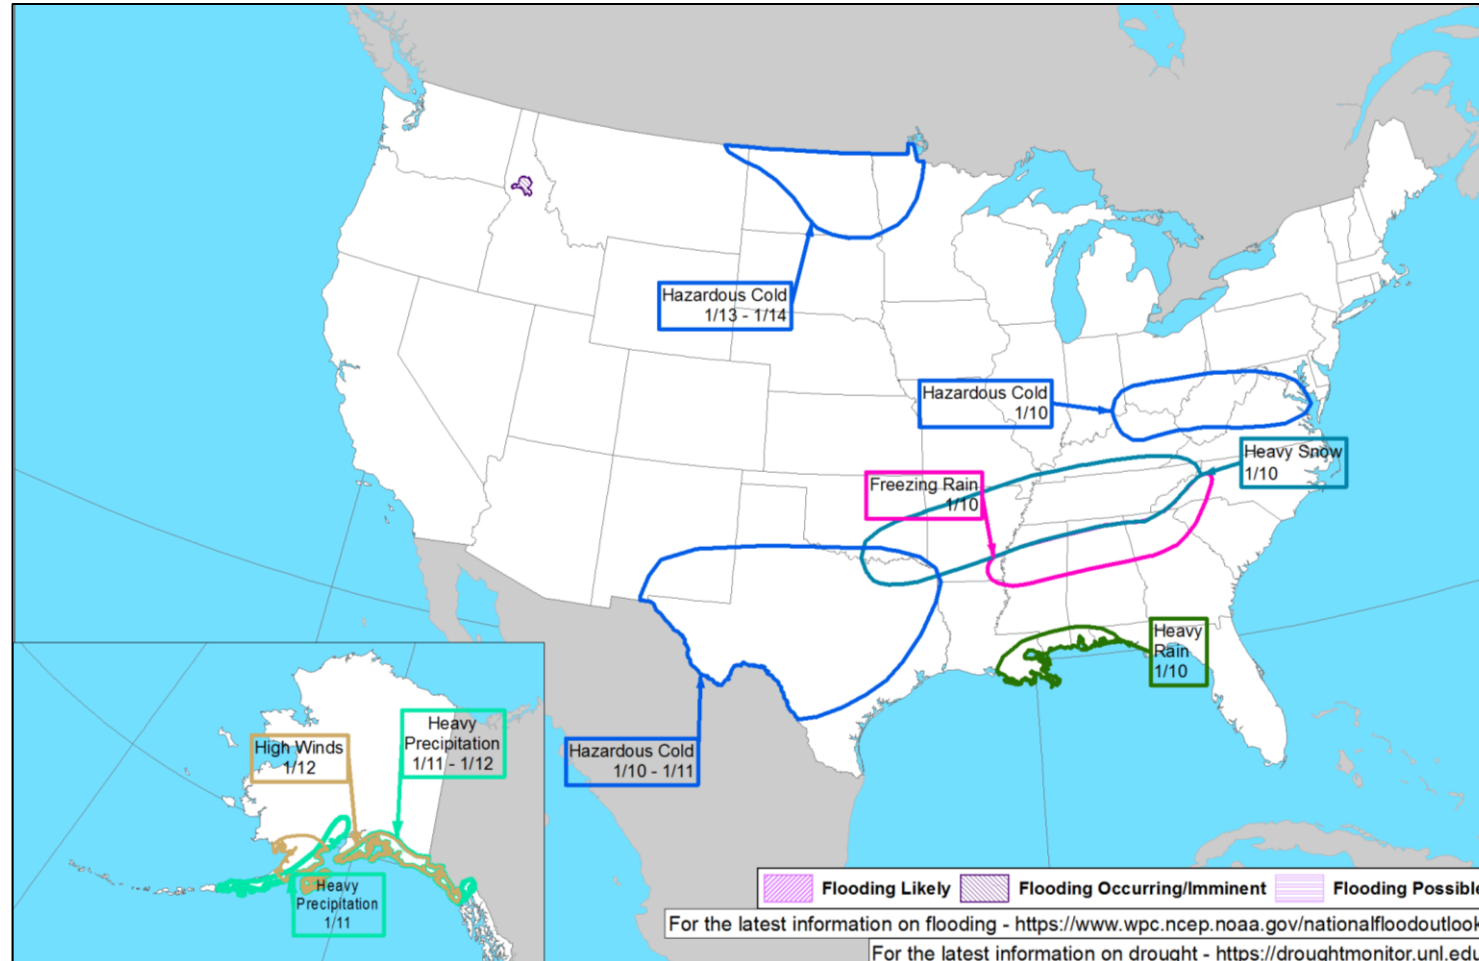 Hazardous Cold
1/13 - 1/14
Hazardous Cold
1/10
Heavy Snow
1/10
Freezing Rain
1/10
Heavy
Rain
1/10
Hazardous Cold
1/10 - 1/11
High Winds
1/12
Heavy
Precipitation
1/11 - 1/12
Heavy
Precipitation
1/11
Flooding Likely
Flooding Occurring/Imminent
Flooding Possible
For the latest information on flooding - https://www.wpc.ncep.noaa.gov/nationalfloodoutlook
For the latest information on drought - https://droughtmonitor.unl.edu